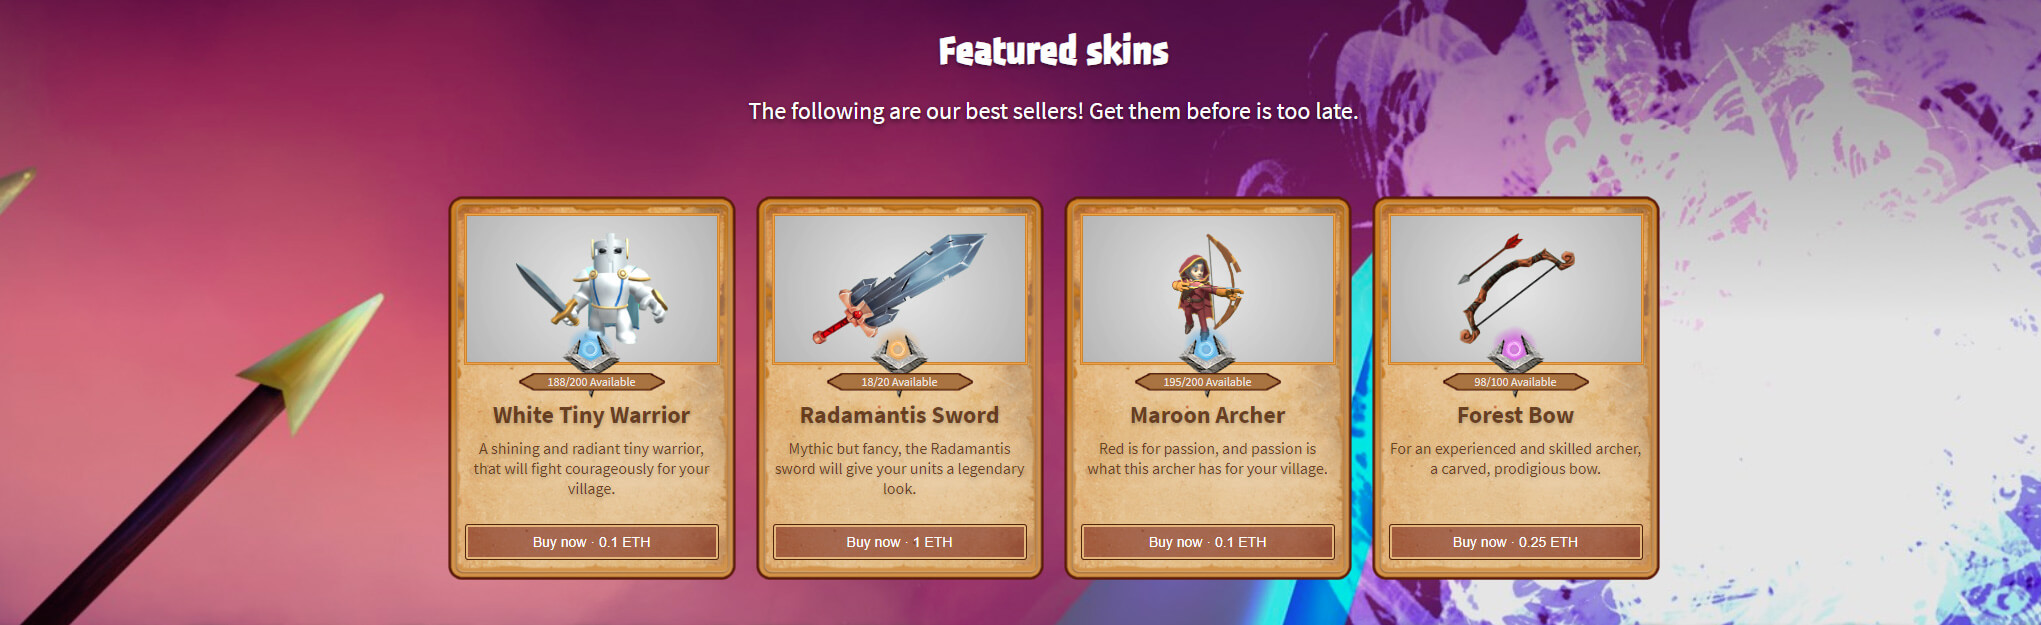 Featured skins
The following are our best sellers! Get them before is too late.
188/200 Available
White Tiny Warrior
A shining and radiant tiny warrior,
that will fight courageously for your
village.
Buy now · 0.1 ETH
18/20 Available
Radamantis Sword
Mythic but fancy, the Radamantis
sword will give your units a legendary
look.
Buy now · 1 ETH
195/200 Available
Maroon Archer
Red is for passion, and passion is
what this archer has for your village.
Buy now · 0.1 ETH
98/100 Available
Forest Bow
For an experienced and skilled archer,
a carved, prodigious bow.
Buy now · 0.25 ETH